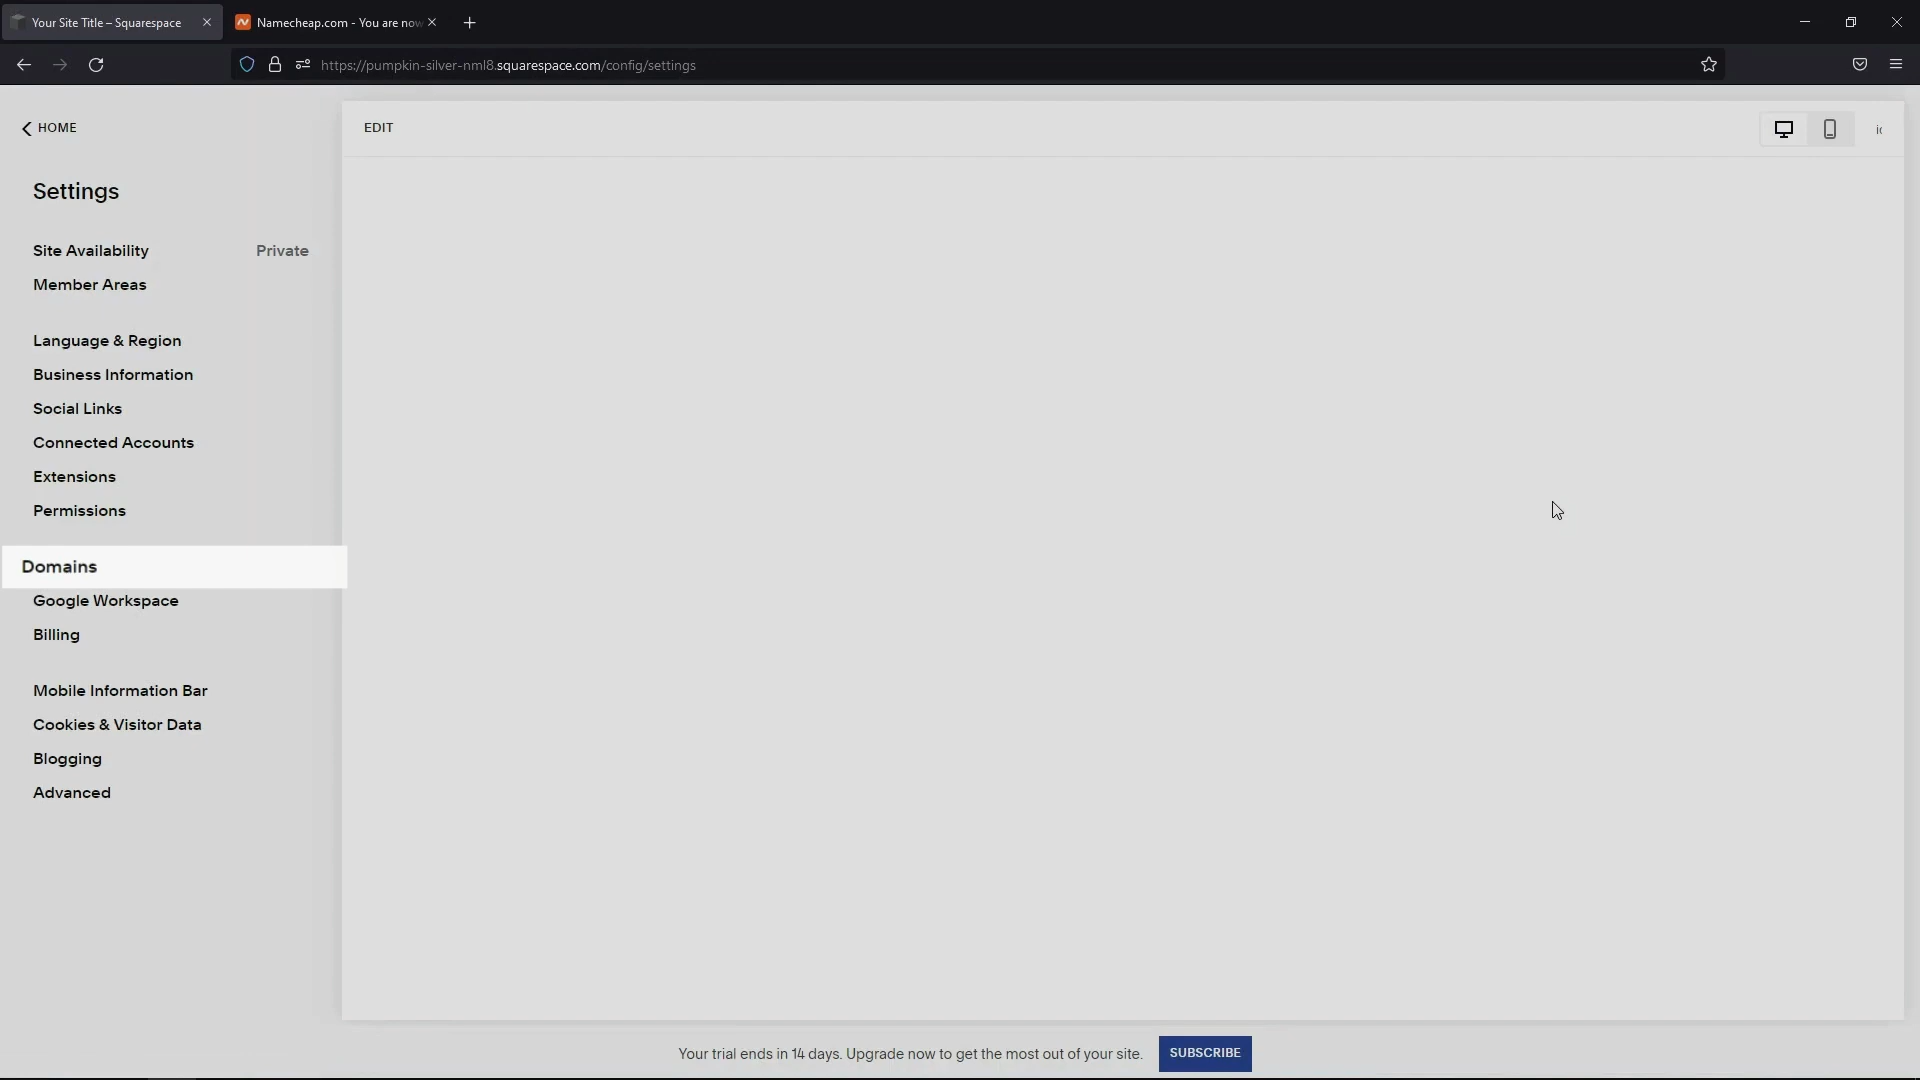 Your Site Title – Squarespace
Namecheap.com - You are now
https://pumpkin-silver-nml8.squarespace.com/config/settings
HOME
EDIT
Settings
Site Availability Private
Member Areas
Language & Region
Business Information
Social Links
Connected Accounts
Extensions
Permissions
Domains
Google Workspace
Billing
Mobile Information Bar
Cookies & Visitor Data
Blogging
Advanced
Your trial ends in 14 days. Upgrade now to get the most out of your site. SUBSCRIBE